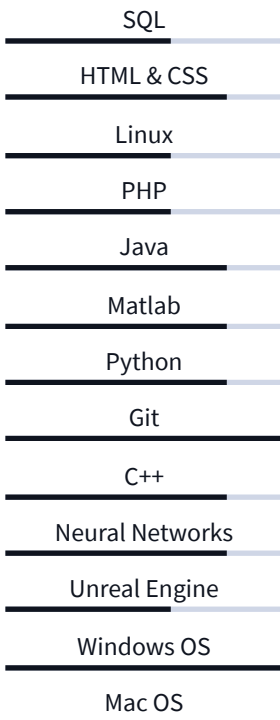 SQL
HTML & CSS
Linux
PHP
Java
Matlab
Python
Git
C++
Neural Networks
Unreal Engine
Windows OS
Mac OS